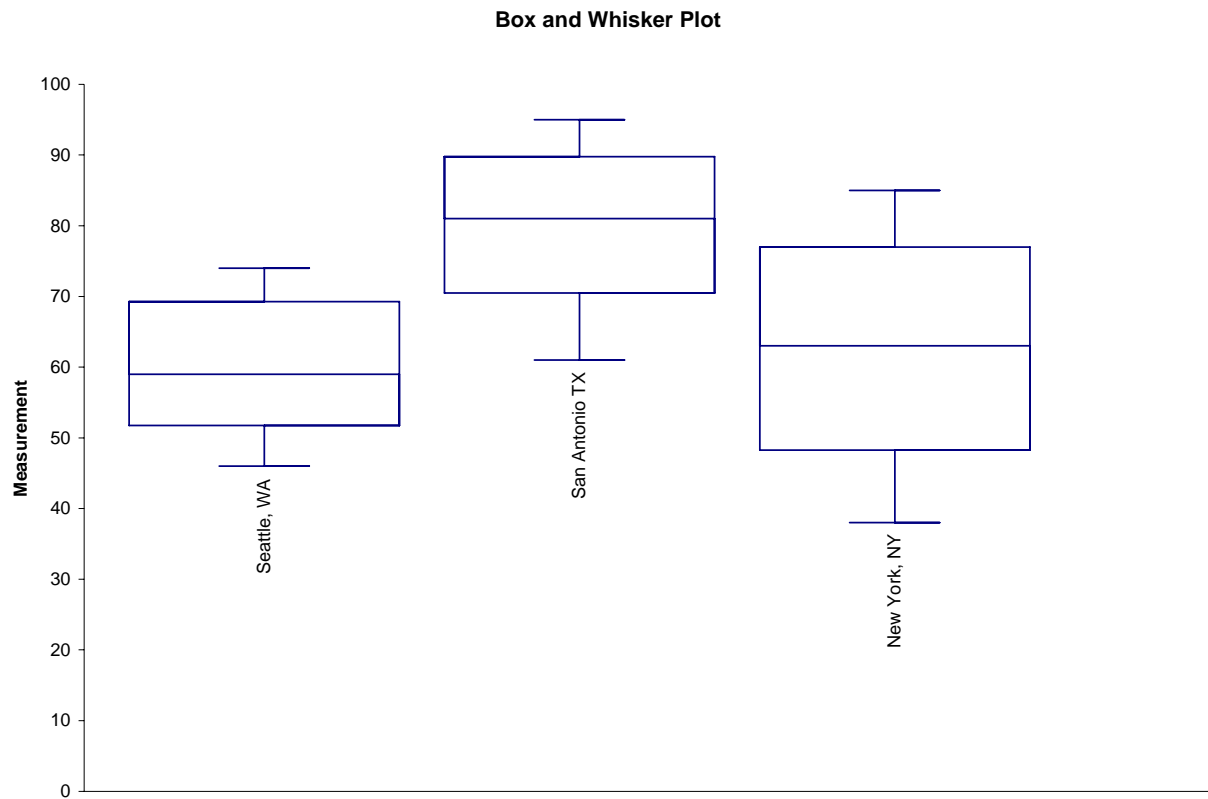 Box and Whisker Plot
100
90
80
70
60
50
40
30
20
10
0
Measurement
Seattle, WA
San Antonio TX
New York, NY